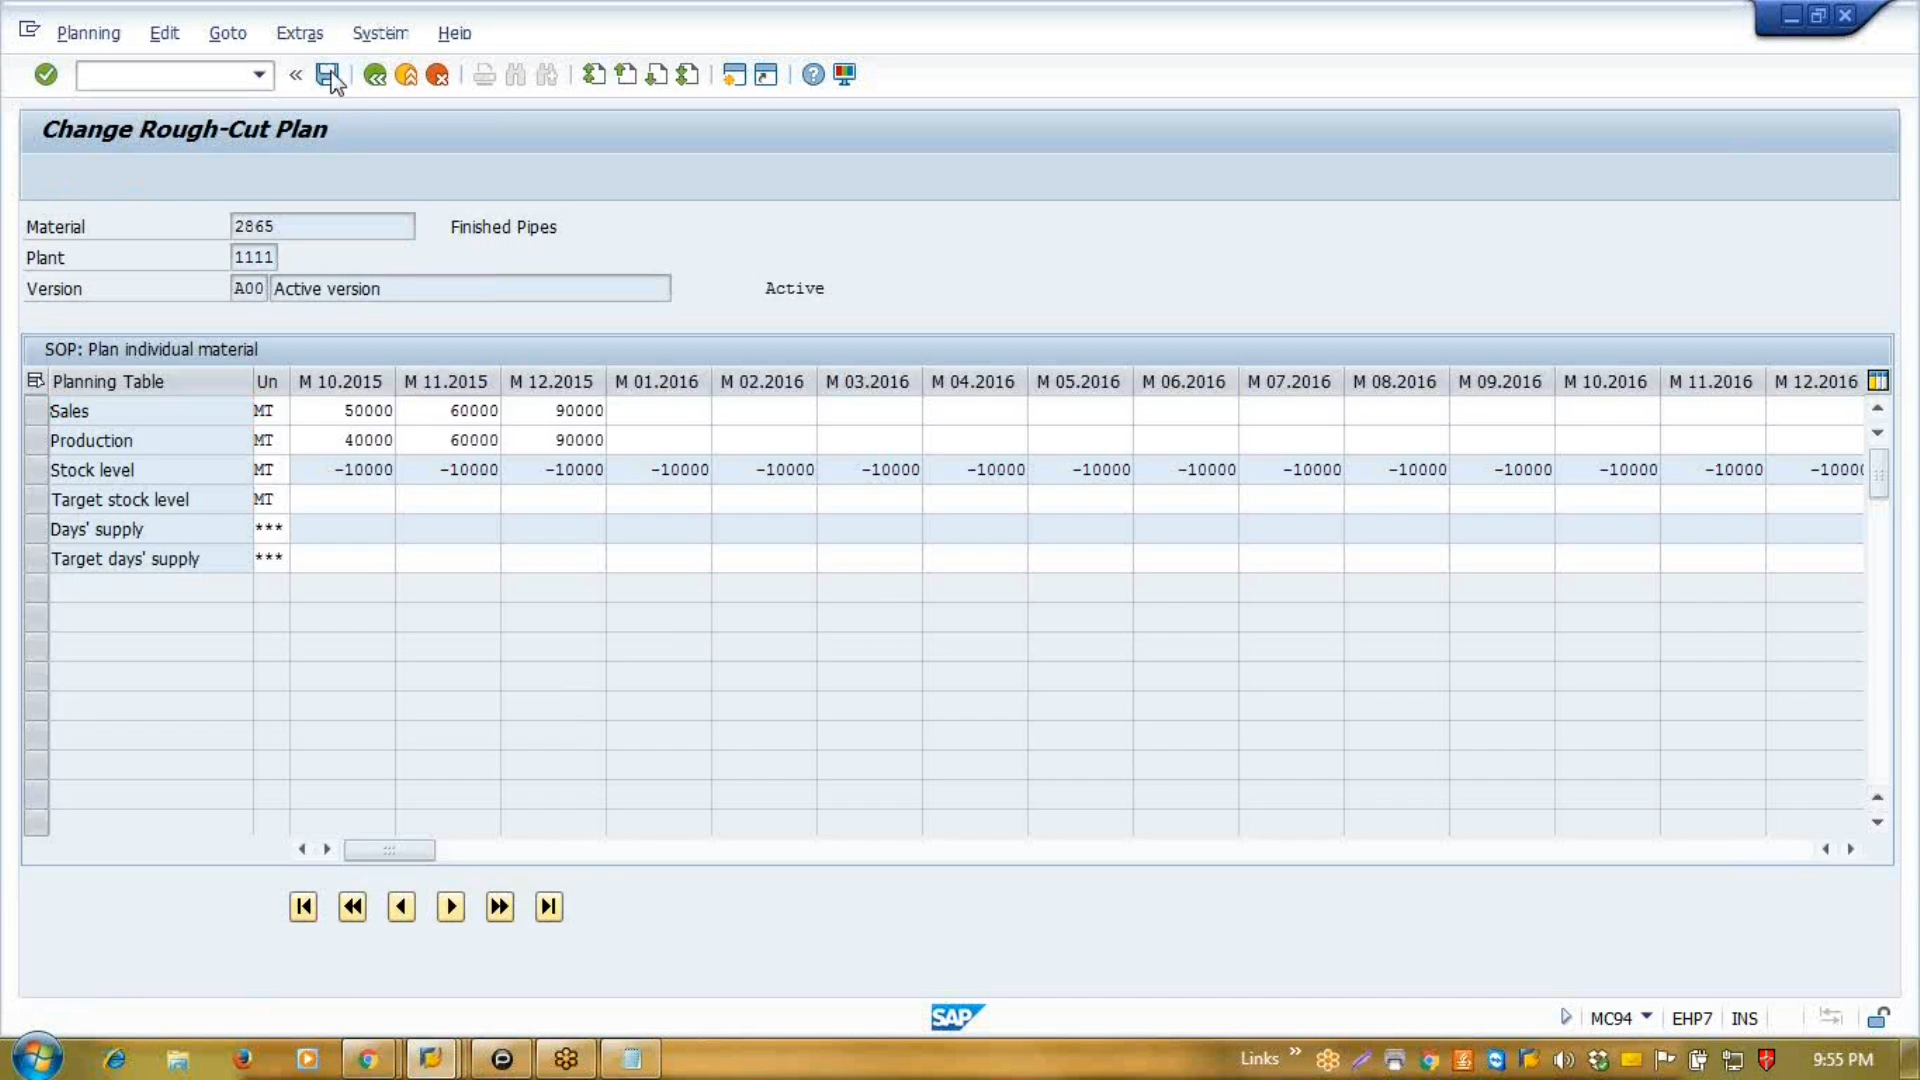 Planning Edit Goto Extras System Help
Change Rough-Cut Plan
Material 2865 Finished Pipes
Plant 1111
Version A00 Active version Active
SOP: Plan individual material
Planning Table Un M 10.2015 M 11.2015 M 12.2015 M 01.2016 M 02.2016 M 03.2016 M 04.2016 M 05.2016 M 06.2016 M 07.2016 M 08.2016 M 09.2016 M 10.2016 M 11.2016 M 12.2016
Sales MT 50000 60000 90000
Production MT 40000 60000 90000
Stock level MT -10000 -10000 -10000 -10000 -10000 -10000 -10000 -10000 -10000 -10000 -10000 -10000 -10000 -10000 -10000
Target stock level MT
Days' supply ***
Target days' supply ***
SAP
MC94 EHP7 INS
Links » 9:55 PM